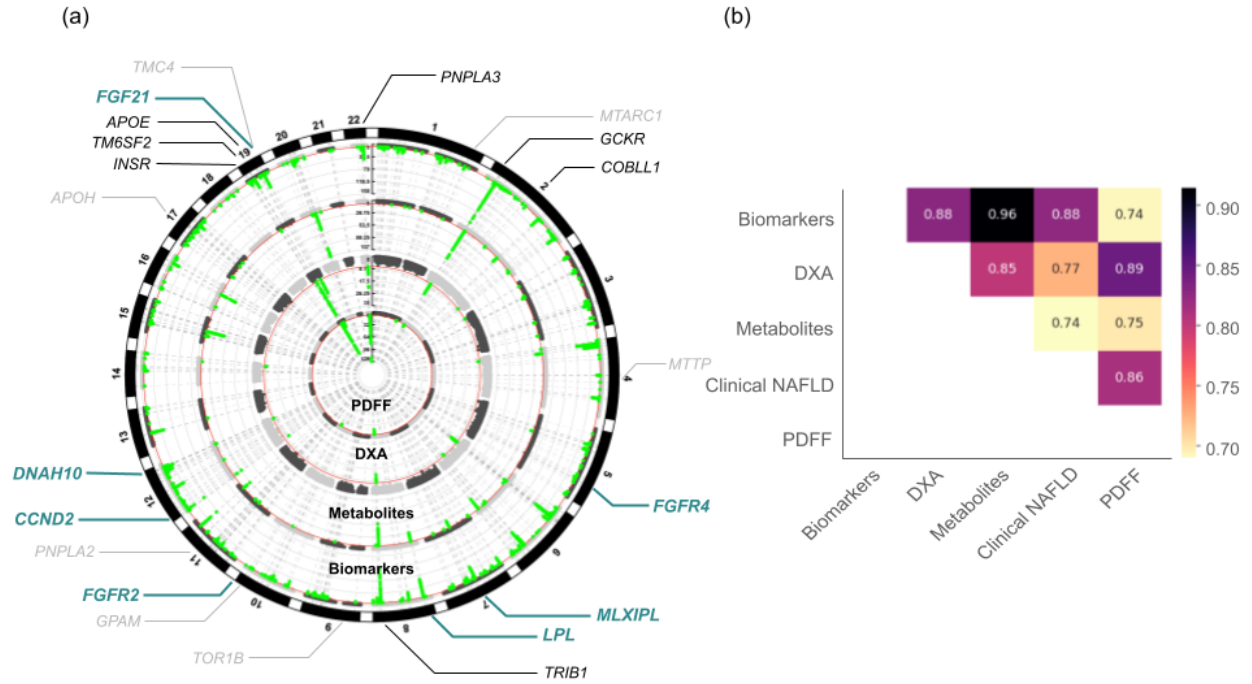 (a)
(b)
TMC4
FGF21
APOE
TM6SF2
INSR
APOH
PNPLA3
MTARC1
GCKR
COBLL1
MTTP
FGFR4
MLXIPL
LPL
TRIB1
TOR1B
GPAM
FGFR2
PNPLA2
CCND2
DNAH10
1
2
3
4
5
6
7
8
9
10
11
12
13
14
15
16
17
18
19
20
21
22
PDFF
DXA
Metabolites
Biomarkers
Biomarkers 0.88 0.96 0.88 0.74
DXA 0.85 0.77 0.89
Metabolites 0.74 0.75
Clinical NAFLD 0.86
PDFF
Biomarkers
DXA
Metabolites
Clinical NAFLD
PDFF
0.90
0.85
0.80
0.75
0.70